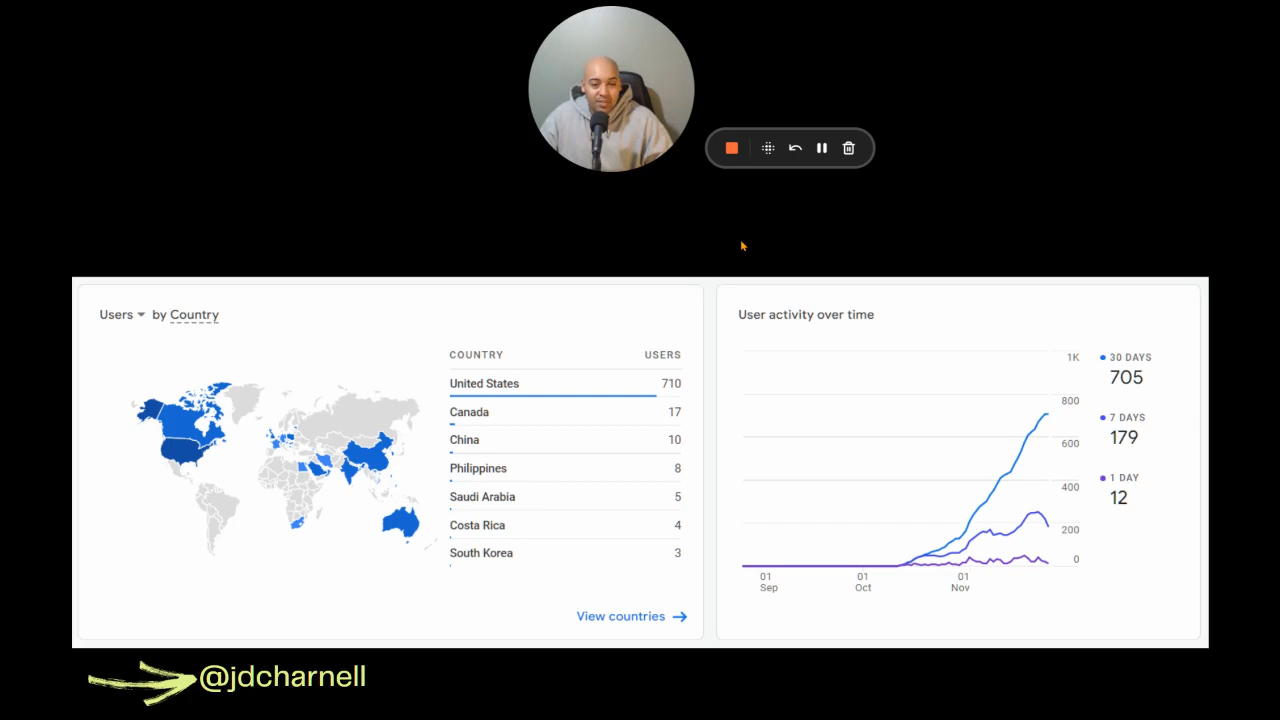 Users by Country
COUNTRY USERS
United States 710
Canada 17
China 10
Philippines 8
Saudi Arabia 5
Costa Rica 4
South Korea 3
View countries
User activity over time
1K
800
600
400
200
0
01 Sep
01 Oct
01 Nov
30 DAYS
705
7 DAYS
179
1 DAY
12
@jdcharnell